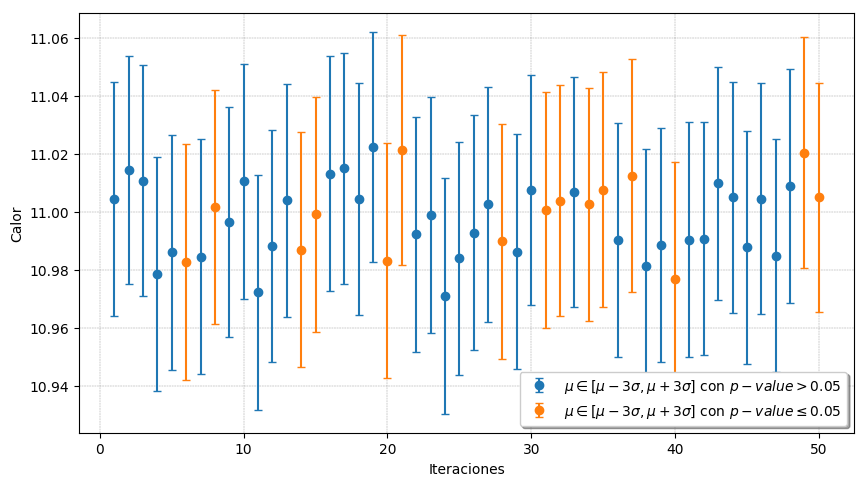 11.06
11.04
11.02
11.00
10.98
10.96
10.94
Calor
μ ∈ [μ − 3σ, μ + 3σ] con p − value > 0.05
μ ∈ [μ − 3σ, μ + 3σ] con p − value ≤ 0.05
0 10 20 30 40 50
Iteraciones